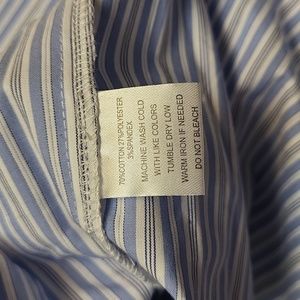 70%COTTON 27%POLYESTER
3%SPANDEX
MACHINE WASH COLD
WITH LIKE COLORS
TUMBLE DRY LOW
WARM IRON IF NEEDED
DO NOT BLEACH